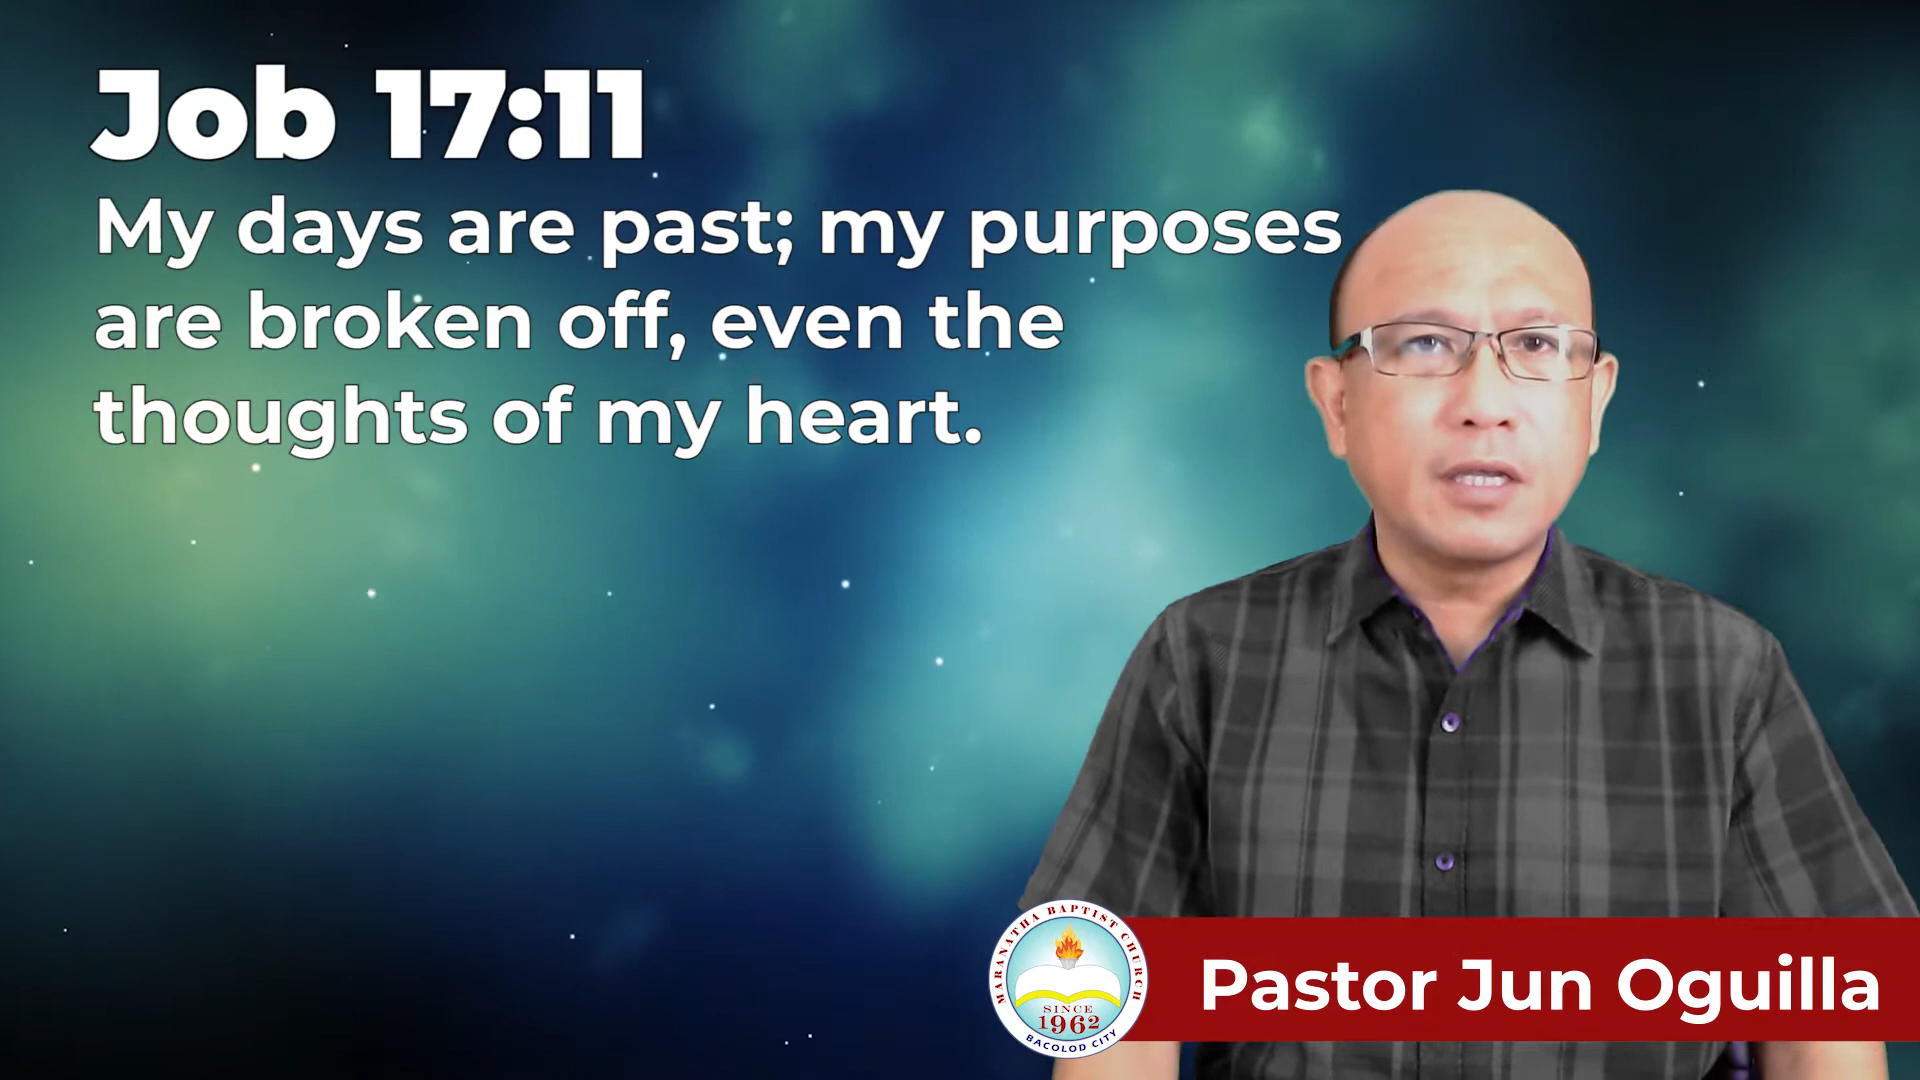 Job 17:11
My days are past; my purposes
are broken off, even the
thoughts of my heart.
MARANATHA BAPTIST CHURCH
SINCE
1962
BACOLOD CITY
Pastor Jun Oguilla